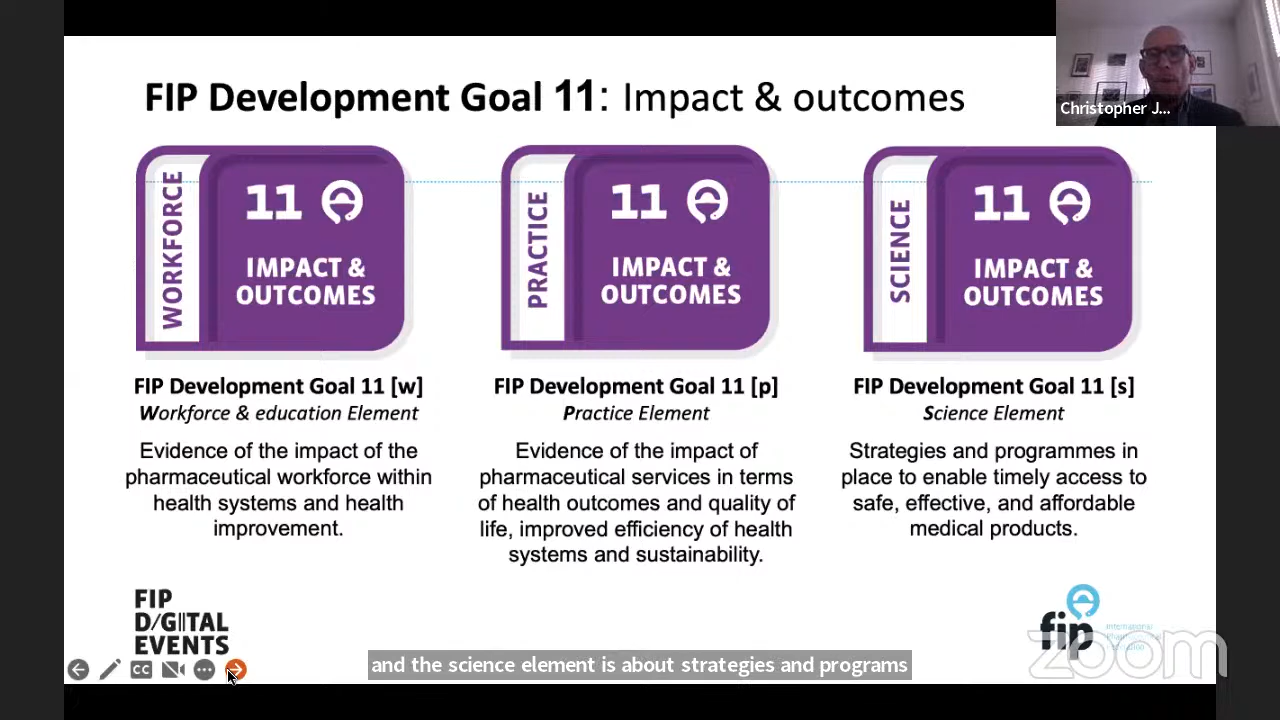 FIP Development Goal 11: Impact & outcomes
Christopher J...
WORKFORCE
11
IMPACT &
OUTCOMES
PRACTICE
11
IMPACT &
OUTCOMES
SCIENCE
11
IMPACT &
OUTCOMES
FIP Development Goal 11 [w]
Workforce & education Element
Evidence of the impact of the
pharmaceutical workforce within
health systems and health
improvement.
FIP Development Goal 11 [p]
Practice Element
Evidence of the impact of
pharmaceutical services in terms
of health outcomes and quality of
life, improved efficiency of health
systems and sustainability.
FIP Development Goal 11 [s]
Science Element
Strategies and programmes in
place to enable timely access to
safe, effective, and affordable
medical products.
FIP
DIGITAL
EVENTS
fip
International
zoom
CC
and the science element is about strategies and programs